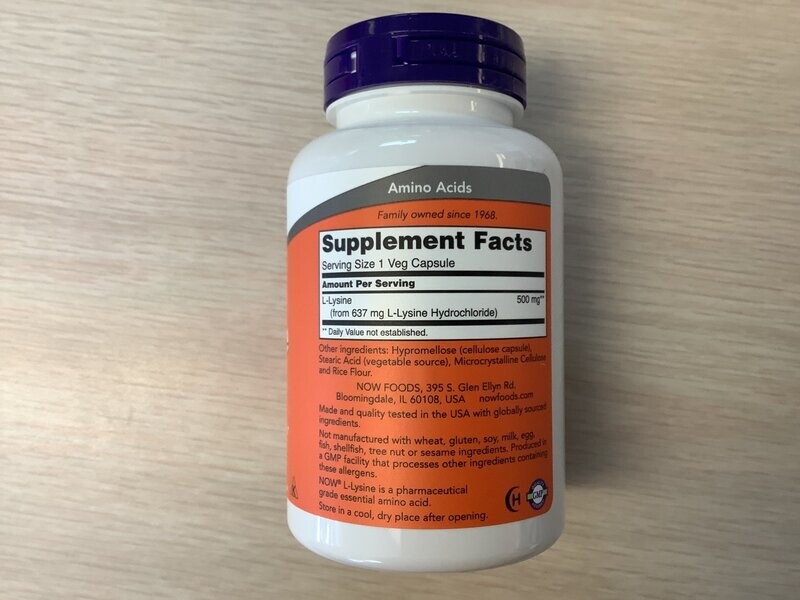 Amino Acids
Family owned since 1968.
Supplement Facts
Serving Size 1 Veg Capsule
Amount Per Serving
L-Lysine 500 mg**
(from 637 mg L-Lysine Hydrochloride)
** Daily Value not established.
Other ingredients: Hypromellose (cellulose capsule),
Stearic Acid (vegetable source), Microcrystalline Cellulose
and Rice Flour.
NOW FOODS, 395 S. Glen Ellyn Rd.
Bloomingdale, IL 60108, USA nowfoods.com
Made and quality tested in the USA with globally sourced
ingredients.
Not manufactured with wheat, gluten, soy, milk, egg,
fish, shellfish, tree nut or sesame ingredients. Produced in
a GMP facility that processes other ingredients containing
these allergens.
NOW® L-Lysine is a pharmaceutical
grade essential amino acid.
Store in a cool, dry place after opening.
H
GMP